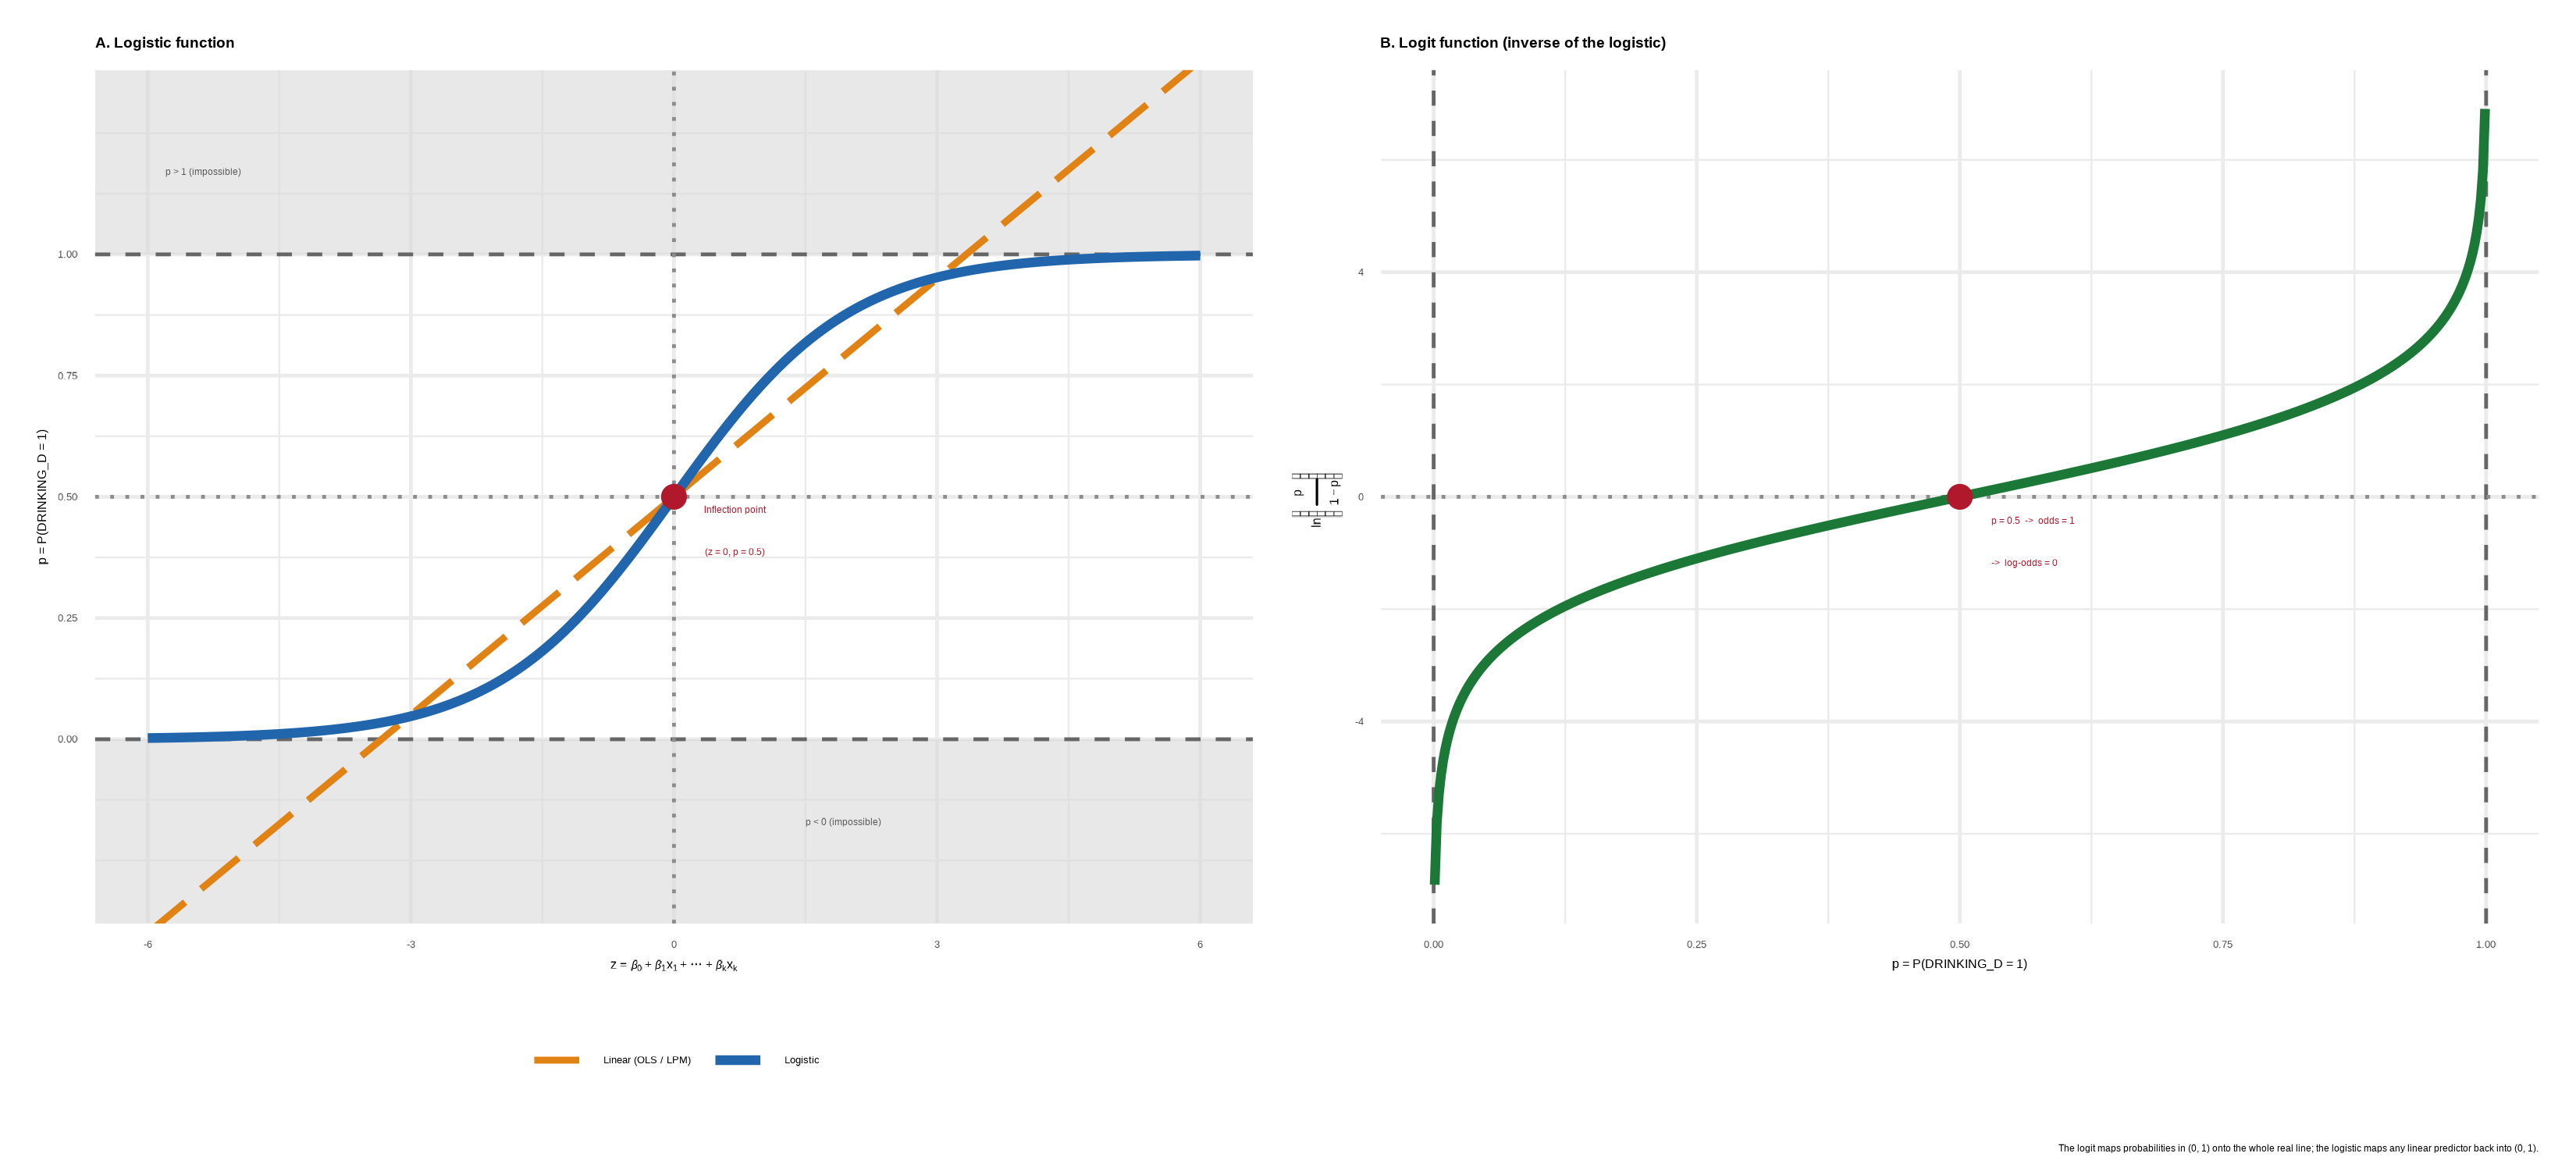 A. Logistic function
p > 1 (impossible)
1.00
0.75
0.50
0.25
0.00
p = P(DRINKING_D = 1)
Inflection point
(z = 0, p = 0.5)
p < 0 (impossible)
-6
-3
0
3
6
z = β₀ + β₁x₁ + ⋯ + βₖxₖ
Linear (OLS / LPM)
Logistic
B. Logit function (inverse of the logistic)
4
0
-4
ln
p
1 − p
p = 0.5 -> odds = 1
-> log-odds = 0
0.00
0.25
0.50
0.75
1.00
p = P(DRINKING_D = 1)
The logit maps probabilities in (0, 1) onto the whole real line; the logistic maps any linear predictor back into (0, 1).